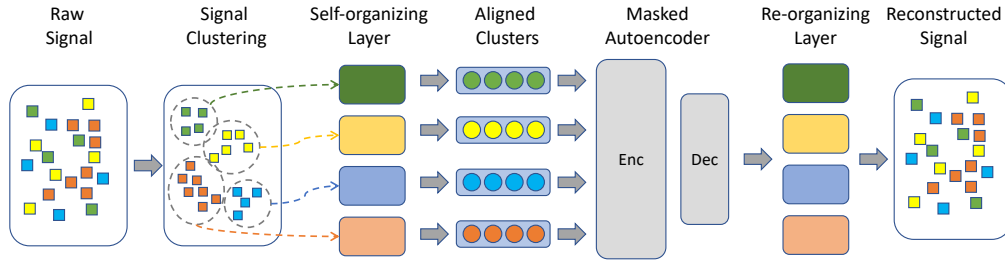 Raw
Signal
Signal
Clustering
Self-organizing
Layer
Aligned
Clusters
Masked
Autoencoder
Re-organizing
Layer
Reconstructed
Signal
Enc
Dec